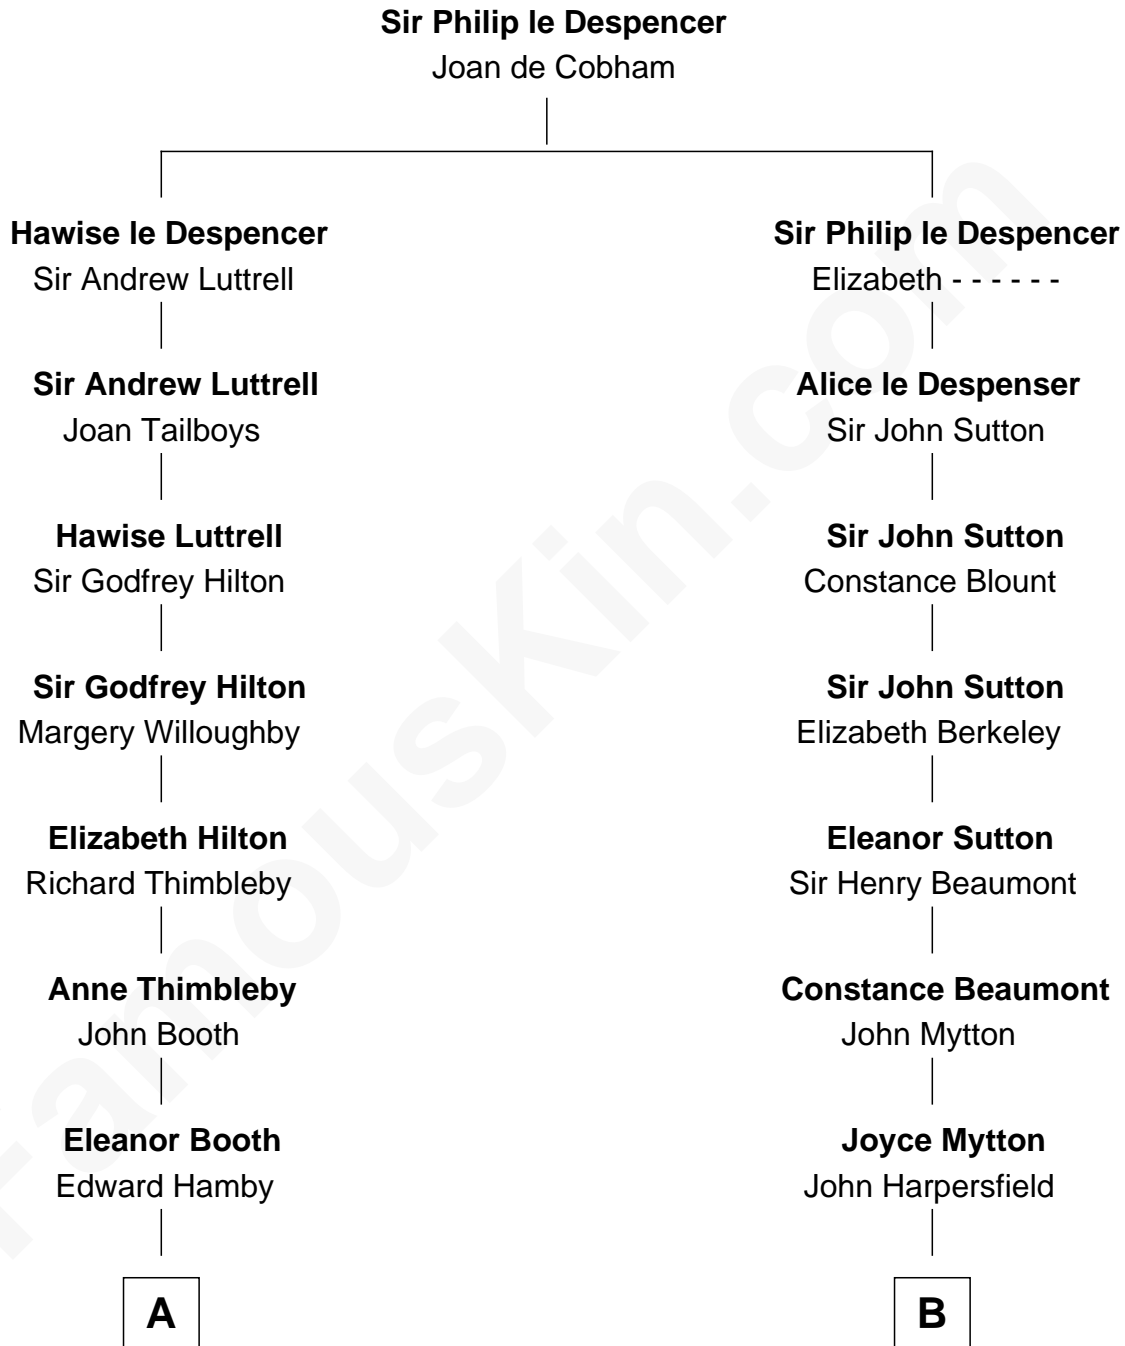 Sir Philip le Despencer
Joan de Cobham
Hawise le Despencer
Sir Andrew Luttrell
Sir Andrew Luttrell
Joan Tailboys
Hawise Luttrell
Sir Godfrey Hilton
Sir Godfrey Hilton
Margery Willoughby
Elizabeth Hilton
Richard Thimbleby
Anne Thimbleby
John Booth
Eleanor Booth
Edward Hamby
A
Sir Philip le Despencer
Elizabeth - - - - - -
Alice le Despenser
Sir John Sutton
Sir John Sutton
Constance Blount
Sir John Sutton
Elizabeth Berkeley
Eleanor Sutton
Sir Henry Beaumont
Constance Beaumont
John Mytton
Joyce Mytton
John Harpersfield
B
FamousKin.com